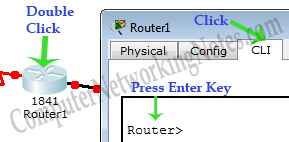 Double
Click
1841
Router1
Router1
Click
Physical
Config
CLI
Press Enter Key
Router>
ComputerNetworkingNotes.com